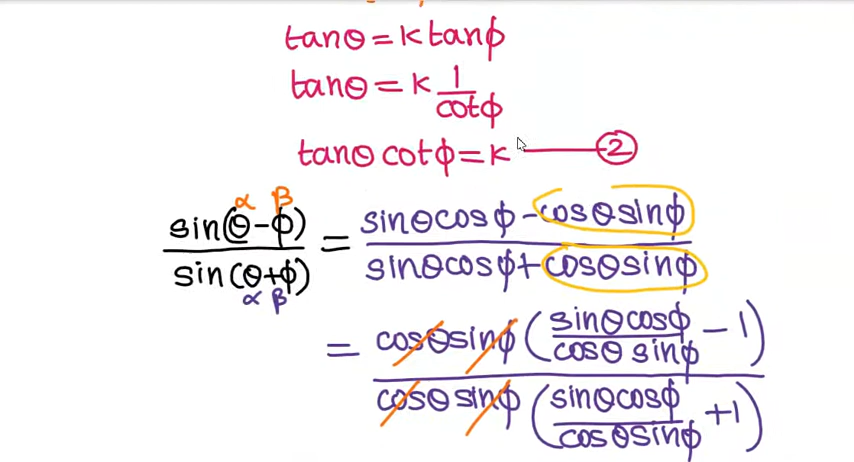 tanθ = k tanϕ
tanθ = k 1/cotϕ
tanθ cotϕ = k — ②
α β
sin(θ-ϕ)/sin(θ+ϕ) = (sinθcosϕ - cosθsinϕ)/(sinθcosϕ + cosθsinϕ)
α β
= cosθsinϕ (sinθcosϕ/cosθ sinϕ - 1)/cosθ sinϕ (sinθcosϕ/cosθsinϕ + 1)